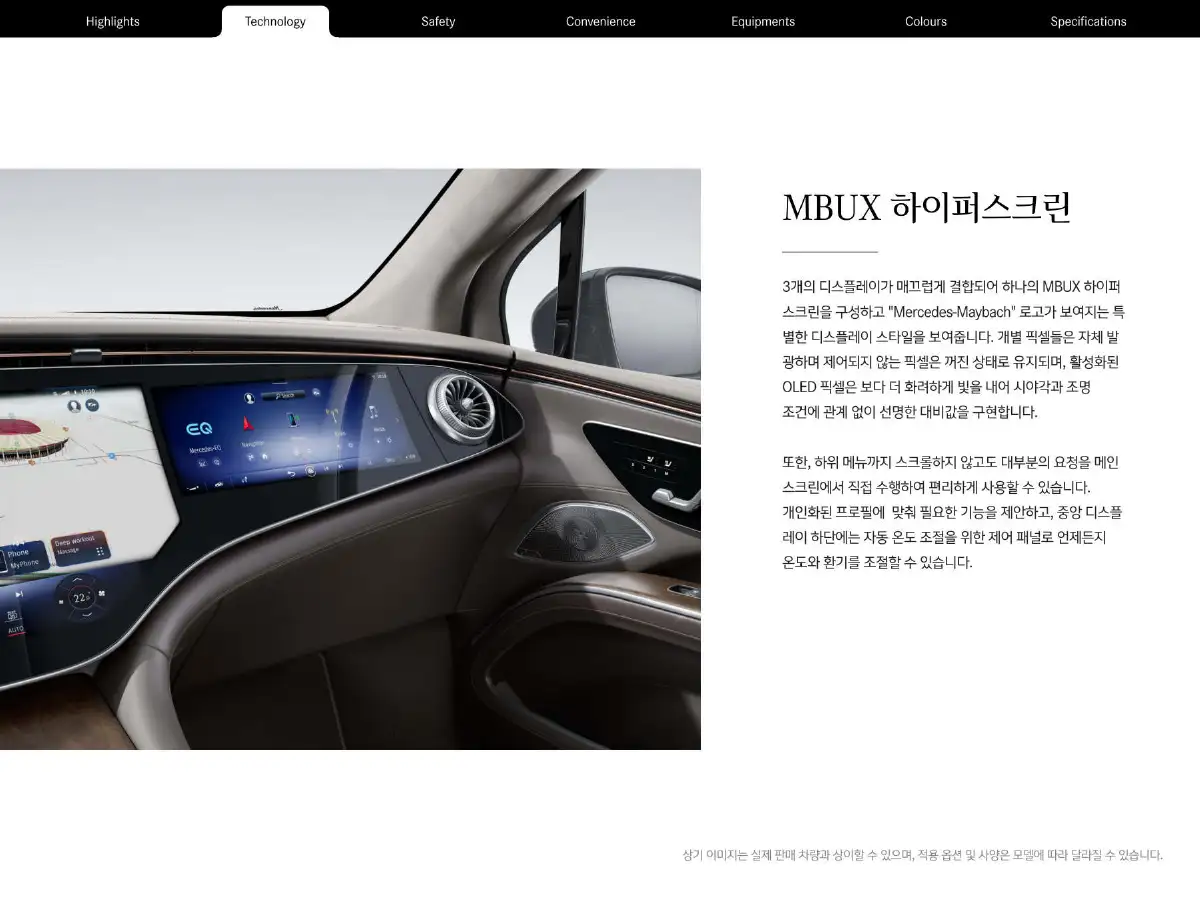 Highlights
Technology
Safety
Convenience
Equipments
Colours
Specifications
MBUX 하이퍼스크린
3개의 디스플레이가 매끄럽게 결합되어 하나의 MBUX 하이퍼
스크린을 구성하고 "Mercedes-Maybach" 로고가 보여지는 특
별한 디스플레이 스타일을 보여줍니다. 개별 픽셀들은 자체 발
광하며 제어되지 않는 픽셀은 꺼진 상태로 유지되며, 활성화된
OLED 픽셀은 보다 더 화려하게 빛을 내어 시야각과 조명
조건에 관계 없이 선명한 대비값을 구현합니다.
또한, 하위 메뉴까지 스크롤하지 않고도 대부분의 요청을 메인
스크린에서 직접 수행하여 편리하게 사용할 수 있습니다.
개인화된 프로필에  맞춰 필요한 기능을 제안하고, 중앙 디스플
레이 하단에는 자동 온도 조절을 위한 제어 패널로 언제든지
온도와 환기를 조절할 수 있습니다.
EQ
Mercedes-EQ
Navigation
Phone
MyPhone
Deep workout
Massage
22
AUTO
상기 이미지는 실제 판매 차량과 상이할 수 있으며, 적용 옵션 및 사양은 모델에 따라 달라질 수 있습니다.